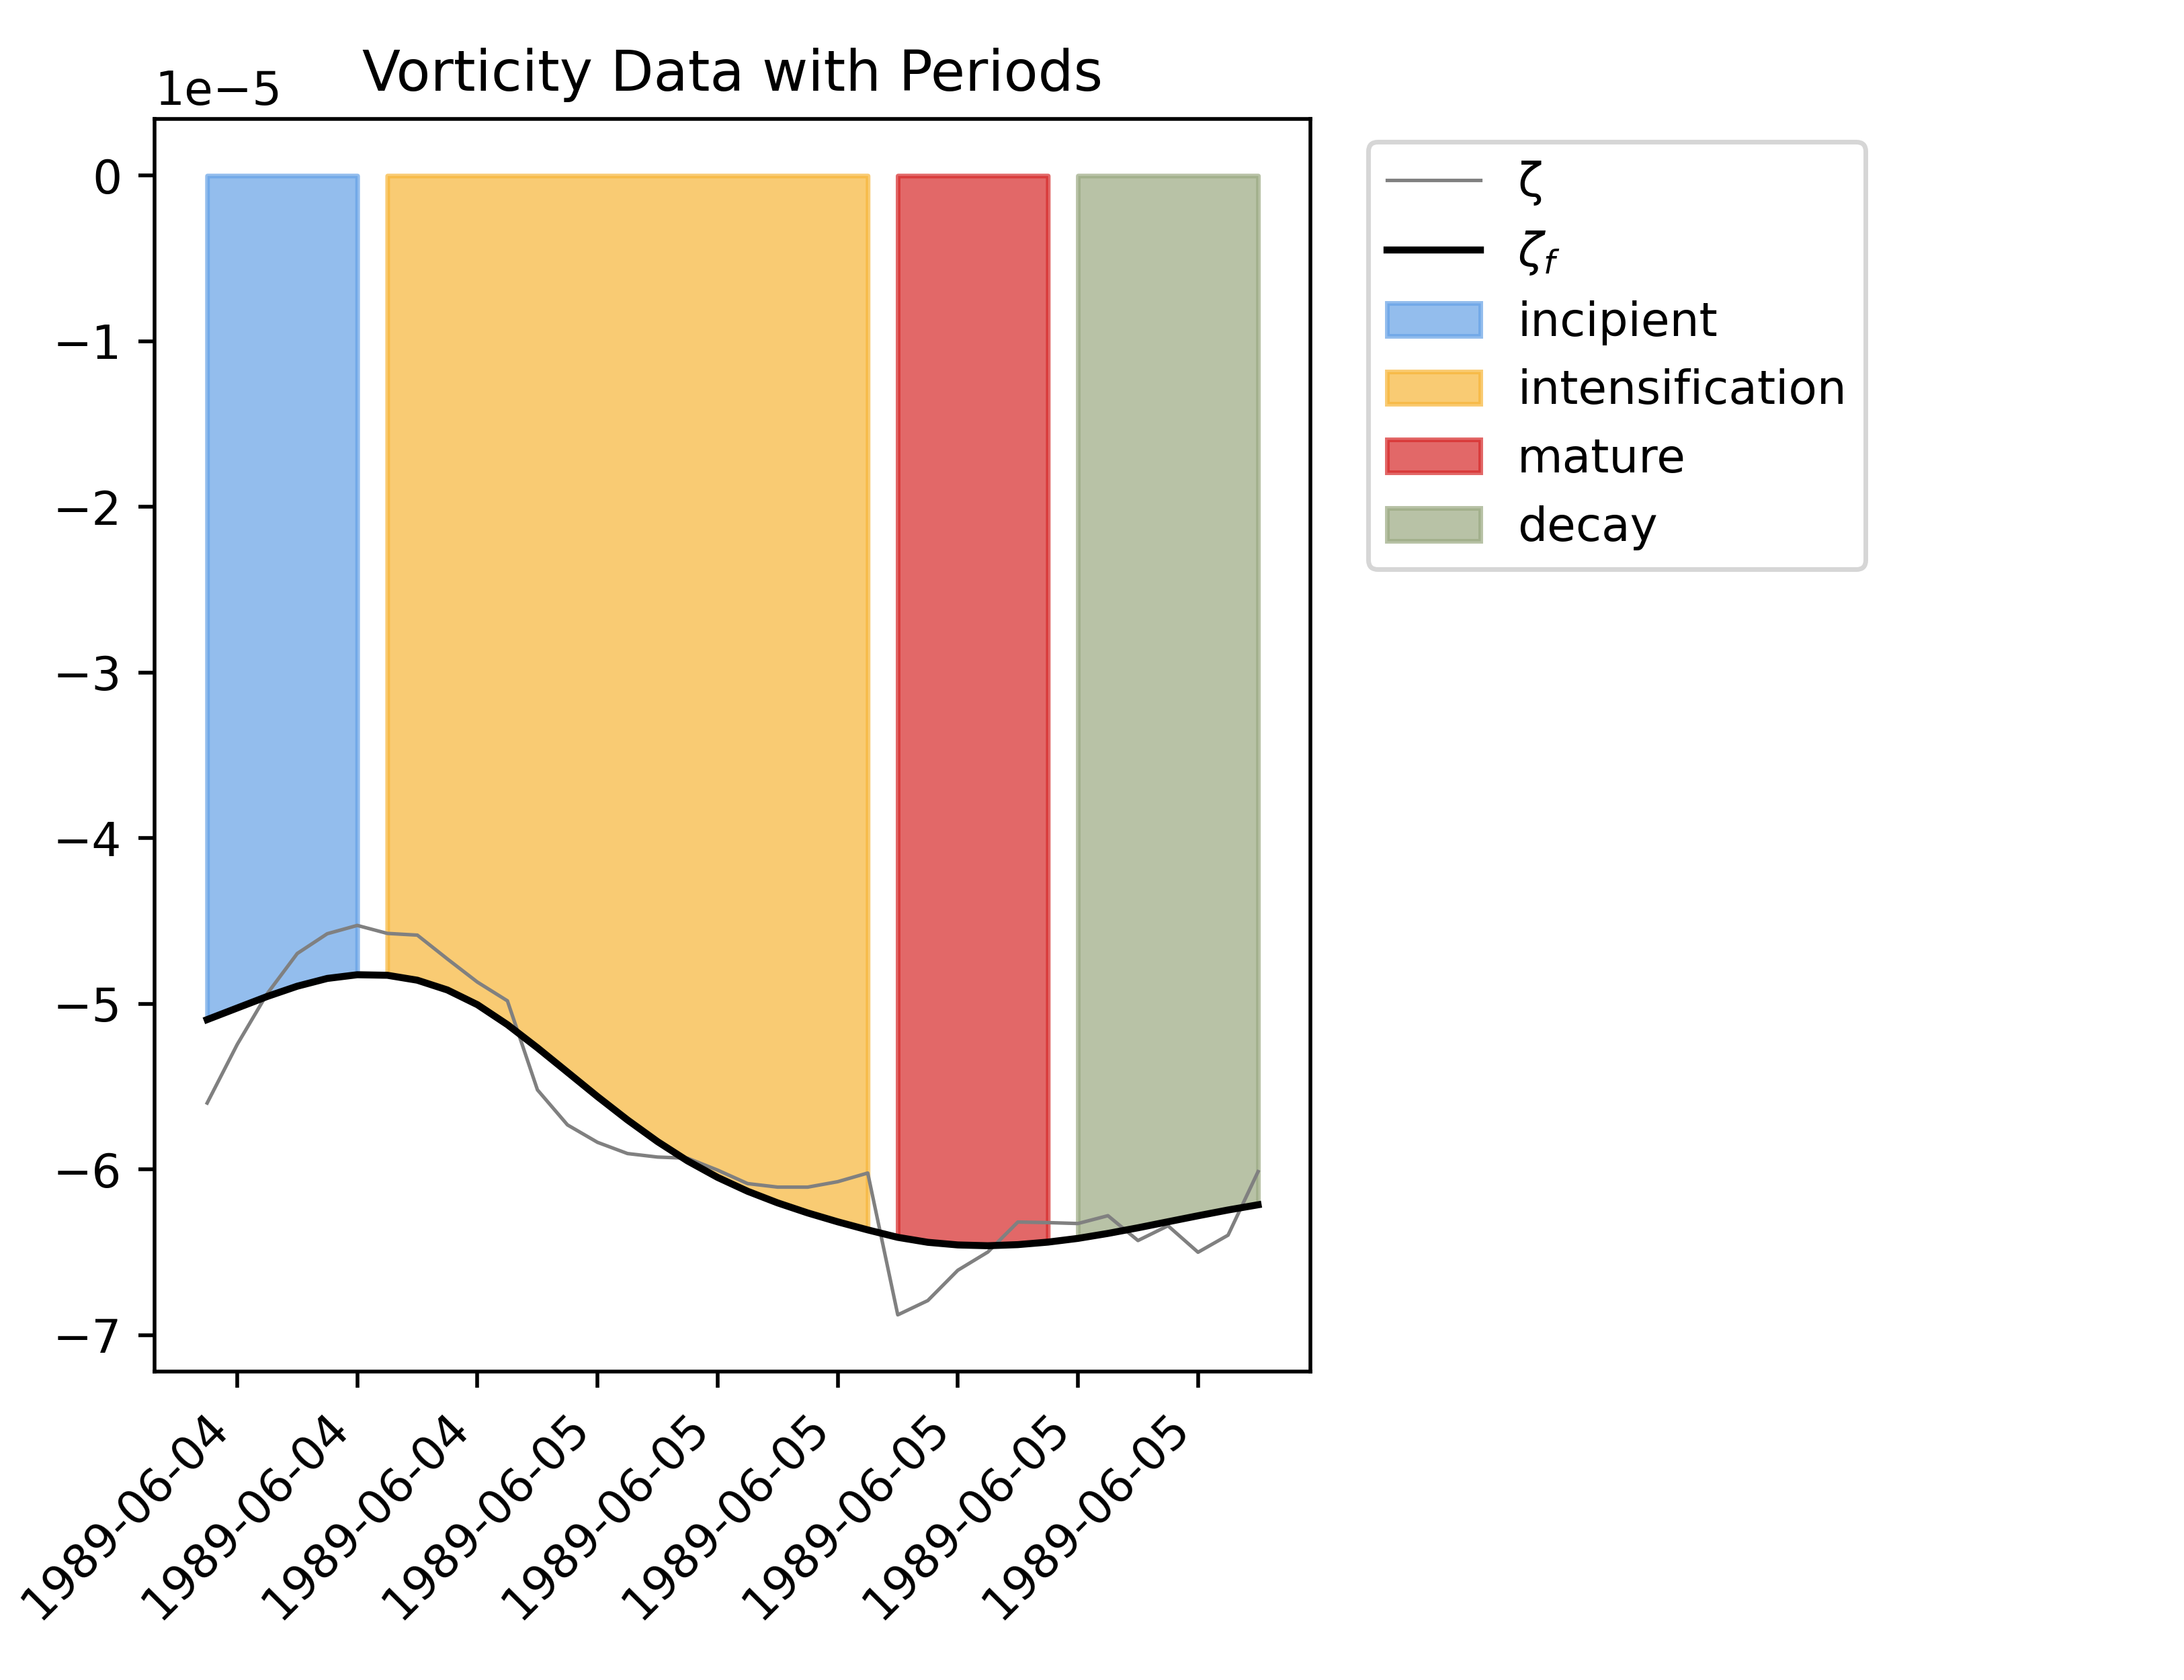 Vorticity Data with Periods
1e−5
0
−1
−2
−3
−4
−5
−6
−7
1989-06-04
1989-06-04
1989-06-04
1989-06-05
1989-06-05
1989-06-05
1989-06-05
1989-06-05
1989-06-05
ζ
ζf
incipient
intensification
mature
decay